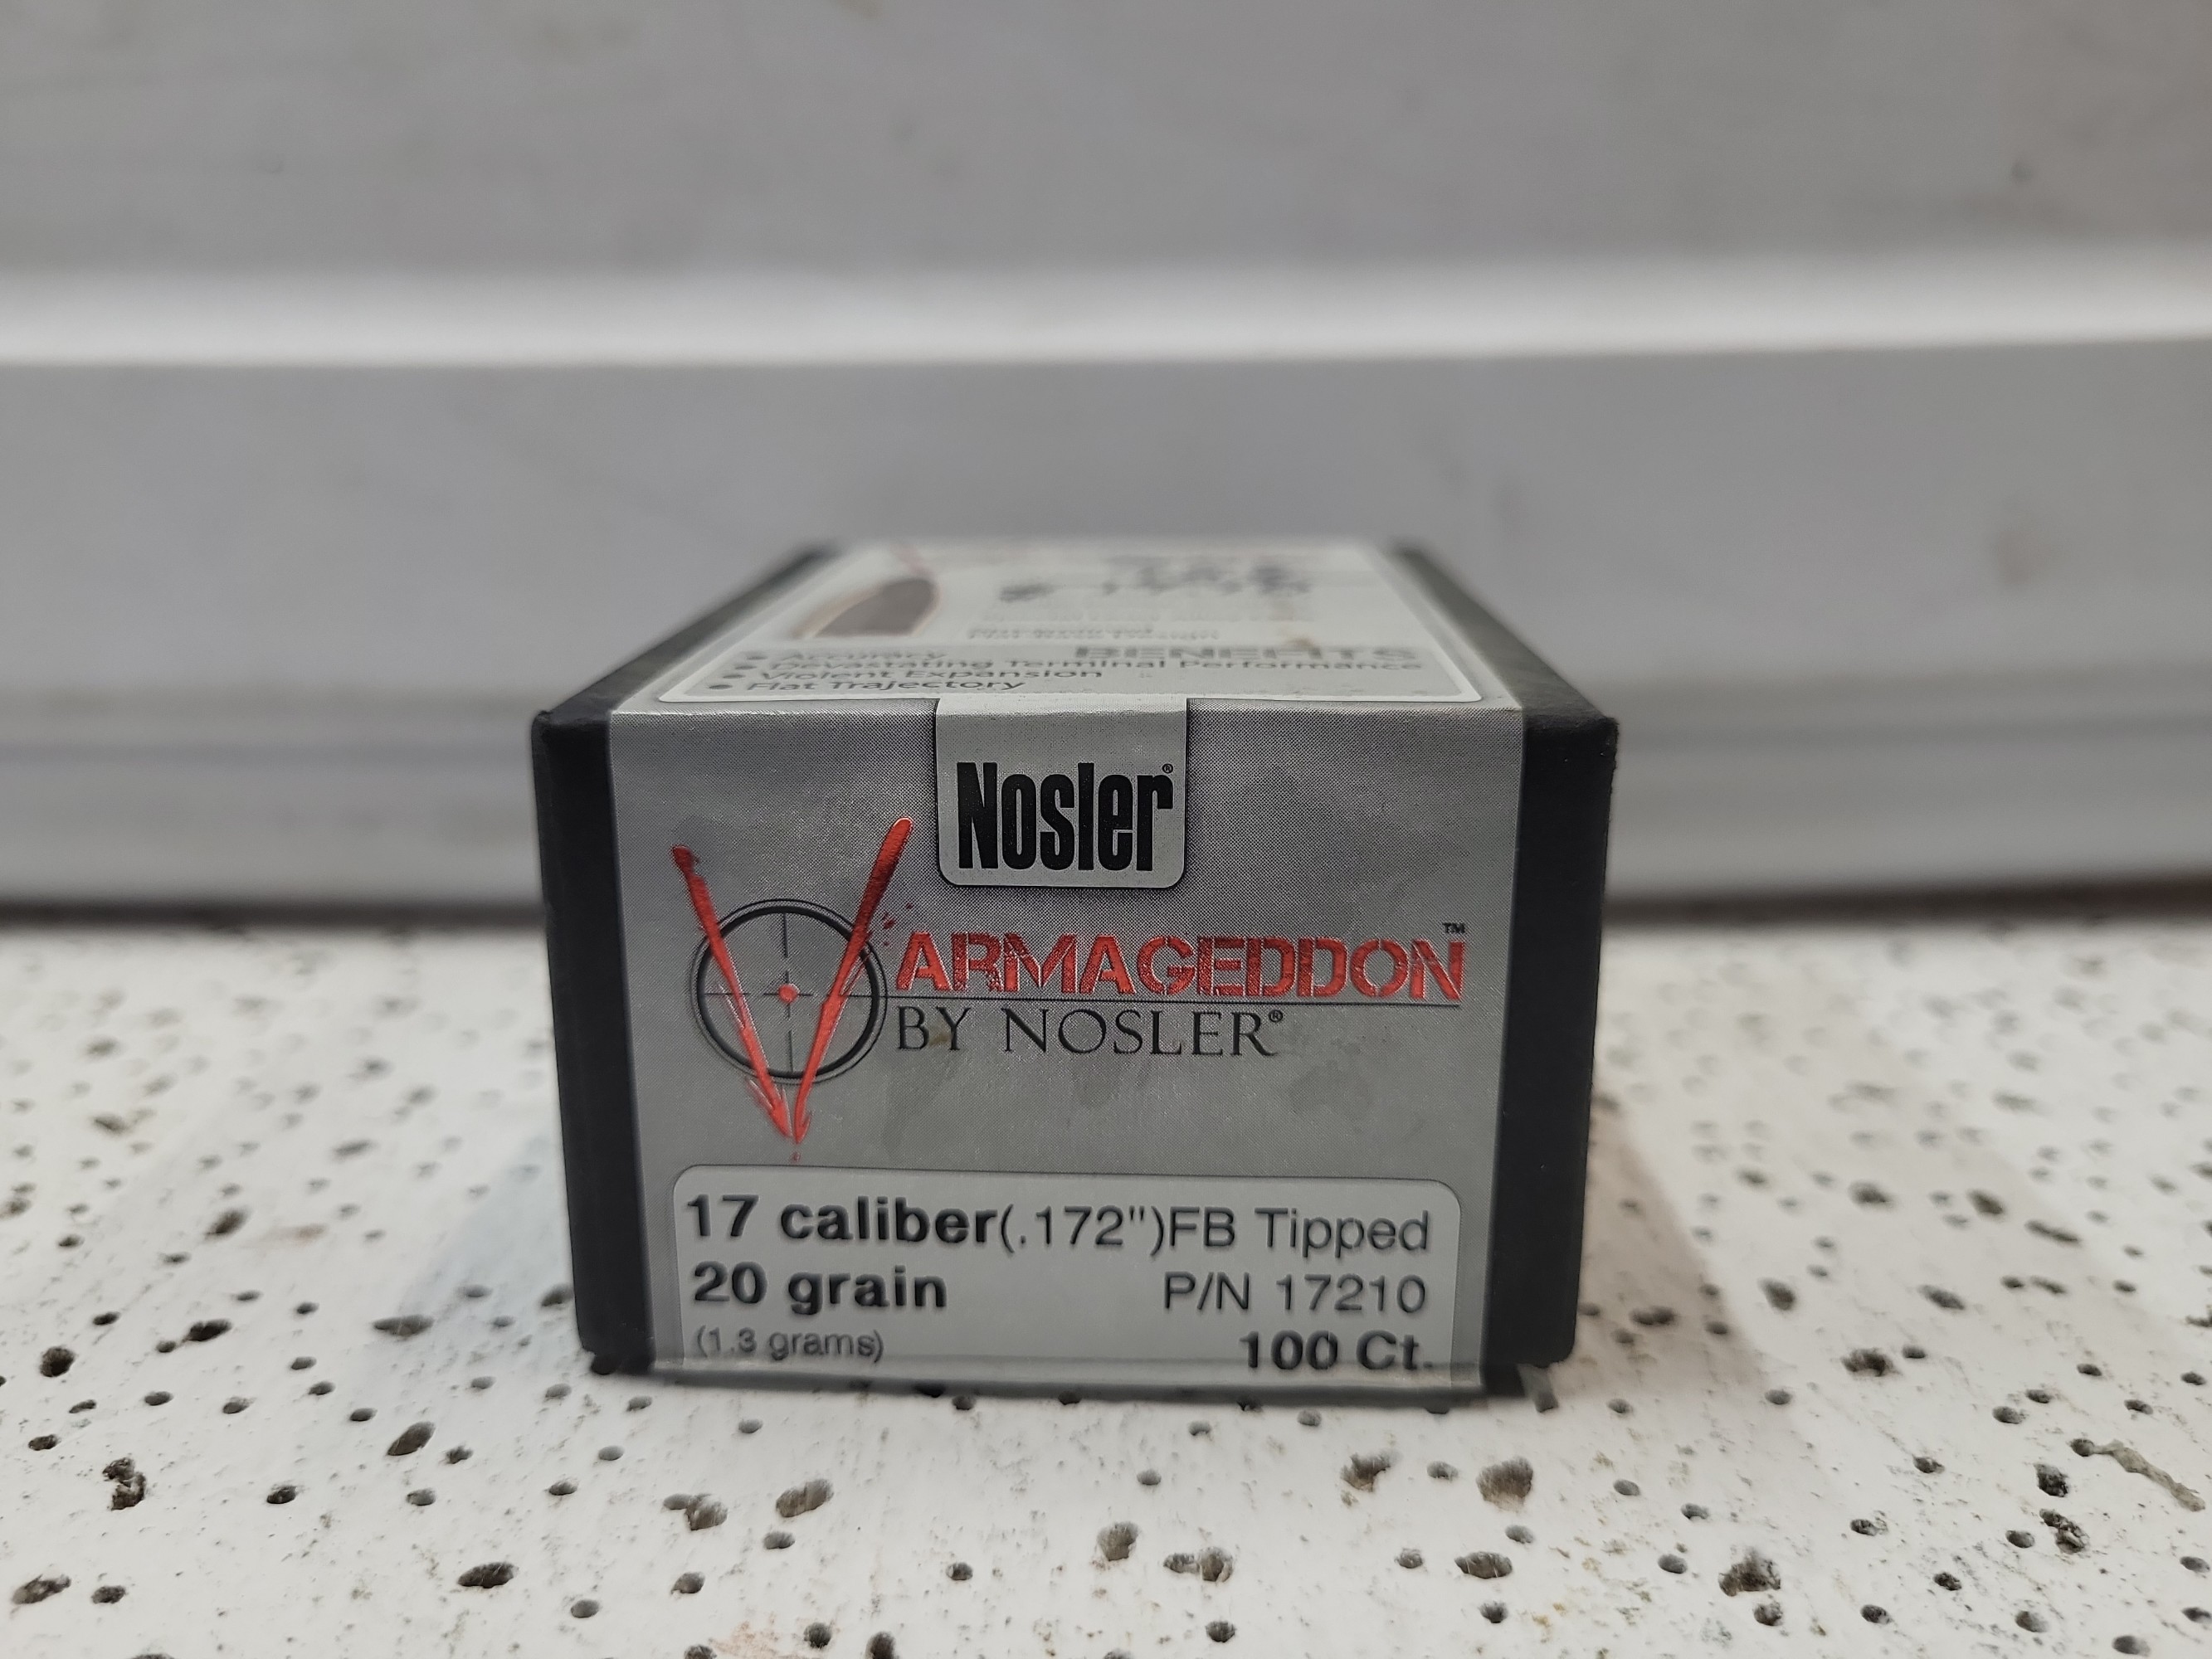 BENEFITS
• Accuracy
• Devastating Terminal Performance
• Violent Expansion
• Flat Trajectory
Nosler®
VARMAGEDDON™
BY NOSLER®
17 caliber(.172")FB Tipped
20 grain P/N 17210
(1.3 grams) 100 Ct.